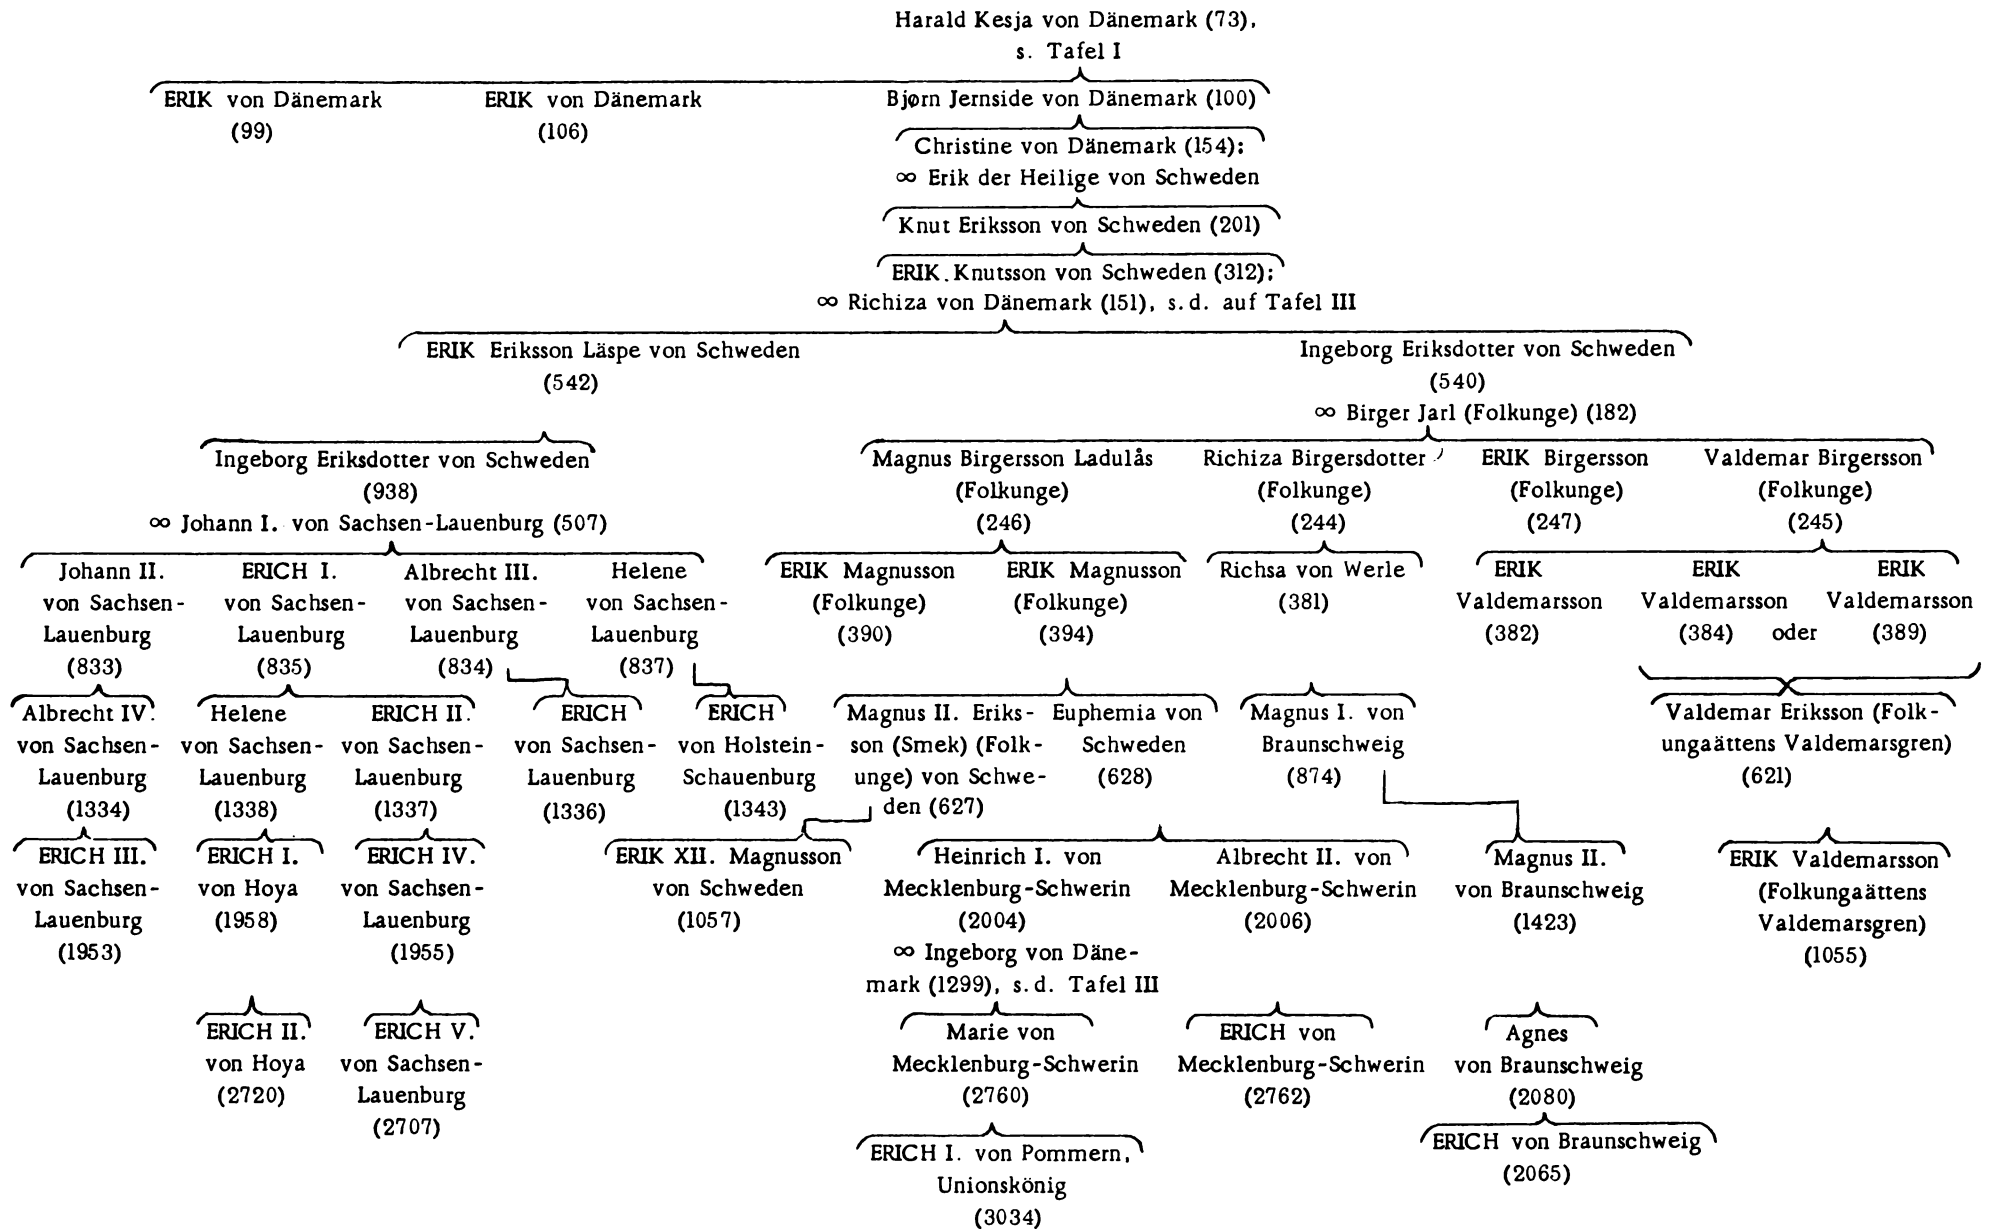 Harald Kesja von Dänemark (73),
s. Tafel I
ERIK von Dänemark
(99)
ERIK von Dänemark
(106)
Bjørn Jernside von Dänemark (100)
Christine von Dänemark (154);
∞ Erik der Heilige von Schweden
Knut Eriksson von Schweden (201)
ERIK.Knutsson von Schweden (312);
∞ Richiza von Dänemark (151), s.d. auf Tafel III
ERIK Eriksson Läspe von Schweden
(542)
Ingeborg Eriksdotter von Schweden
(540)
∞ Birger Jarl (Folkunge) (182)
Ingeborg Eriksdotter von Schweden
(938)
∞ Johann I. von Sachsen-Lauenburg (507)
Magnus Birgersson Ladulås
(Folkunge)
(246)
Richiza Birgersdotter
(Folkunge)
(244)
ERIK Birgersson
(Folkunge)
(247)
Valdemar Birgersson
(Folkunge)
(245)
Johann II.
von Sachsen-
Lauenburg
(833)
ERICH I.
von Sachsen-
Lauenburg
(835)
Albrecht III.
von Sachsen-
Lauenburg
(834)
Helene
von Sachsen-
Lauenburg
(837)
ERIK Magnusson
(Folkunge)
(390)
ERIK Magnusson
(Folkunge)
(394)
Richsa von Werle
(381)
ERIK
Valdemarsson
(382)
ERIK
Valdemarsson
(384) oder
ERIK
Valdemarsson
(389)
Albrecht IV.
von Sachsen-
Lauenburg
(1334)
Helene
von Sachsen-
Lauenburg
(1338)
ERICH II.
von Sachsen-
Lauenburg
(1337)
ERICH
von Sachsen-
Lauenburg
(1336)
ERICH
von Holstein-
Schauenburg
(1343)
Magnus II. Eriks-
son (Smek) (Folk-
unge) von Schwe-
den (627)
Euphemia von
Schweden
(628)
Magnus I. von
Braunschweig
(874)
Valdemar Eriksson (Folk-
ungaättens Valdemarsgren)
(621)
ERICH III.
von Sachsen-
Lauenburg
(1953)
ERICH I.
von Hoya
(1958)
ERICH IV.
von Sachsen-
Lauenburg
(1955)
ERIK XII. Magnusson
von Schweden
(1057)
Heinrich I. von
Mecklenburg-Schwerin
(2004)
∞ Ingeborg von Däne-
mark (1299), s.d. Tafel III
Albrecht II. von
Mecklenburg-Schwerin
(2006)
Magnus II.
von Braunschweig
(1423)
ERIK Valdemarsson
(Folkungaättens
Valdemarsgren)
(1055)
ERICH II.
von Hoya
(2720)
ERICH V.
von Sachsen-
Lauenburg
(2707)
Marie von
Mecklenburg-Schwerin
(2760)
ERICH von
Mecklenburg-Schwerin
(2762)
Agnes
von Braunschweig
(2080)
ERICH I. von Pommern,
Unionskönig
(3034)
ERICH von Braunschweig
(2065)